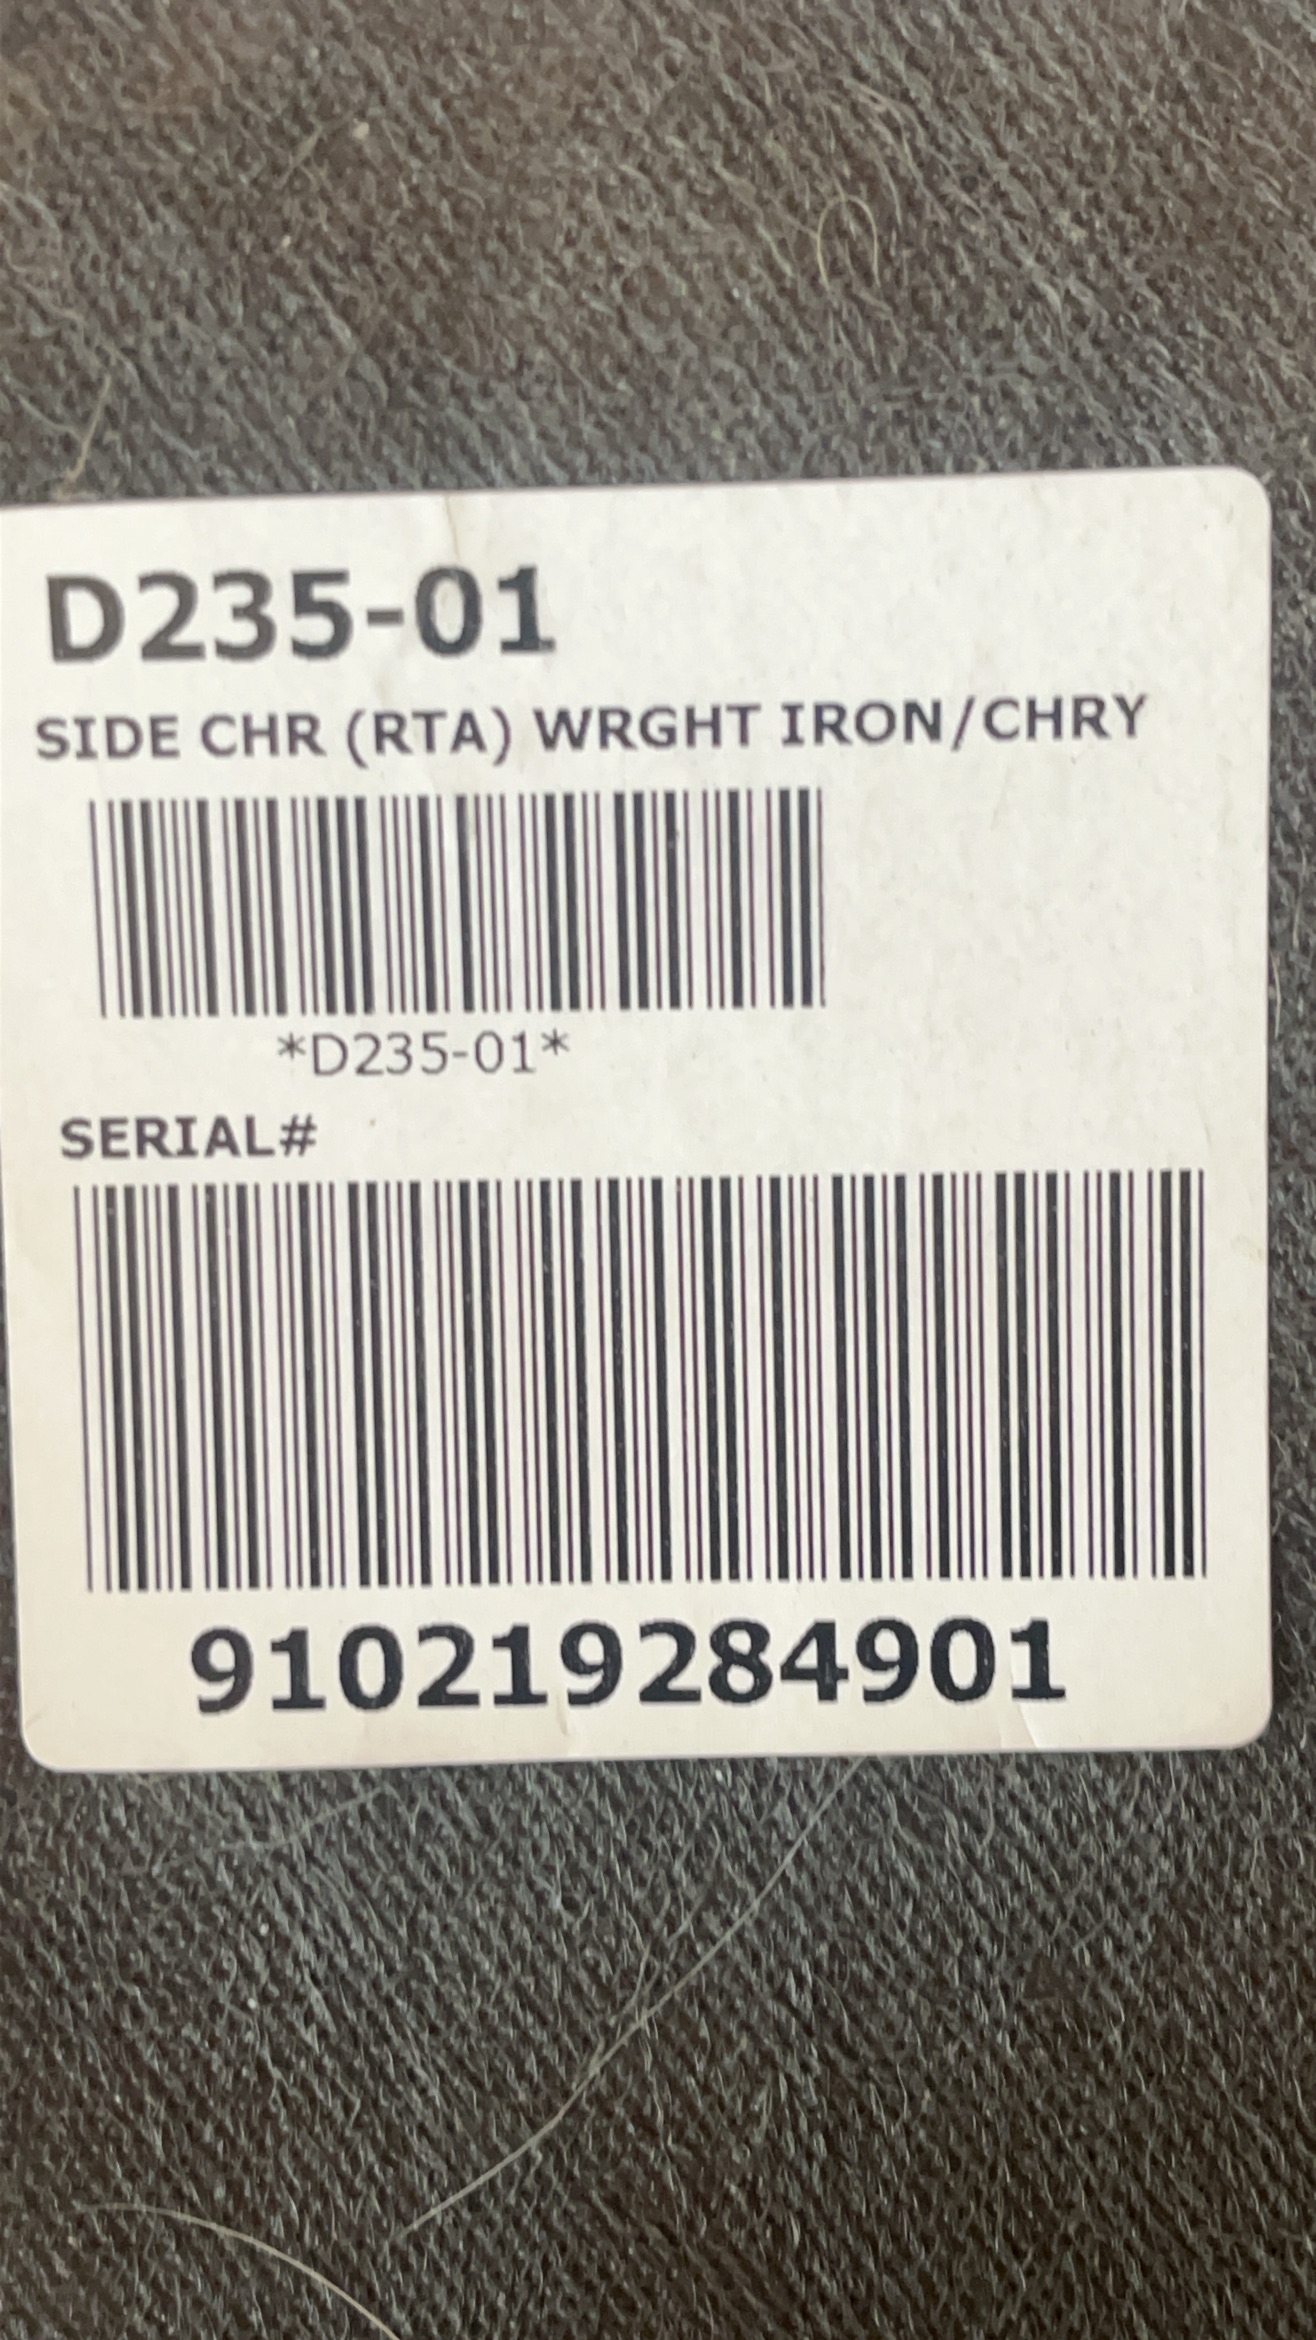 D235-01
SIDE CHR (RTA) WRGHT IRON/CHRY
*D235-01*
SERIAL#
910219284901